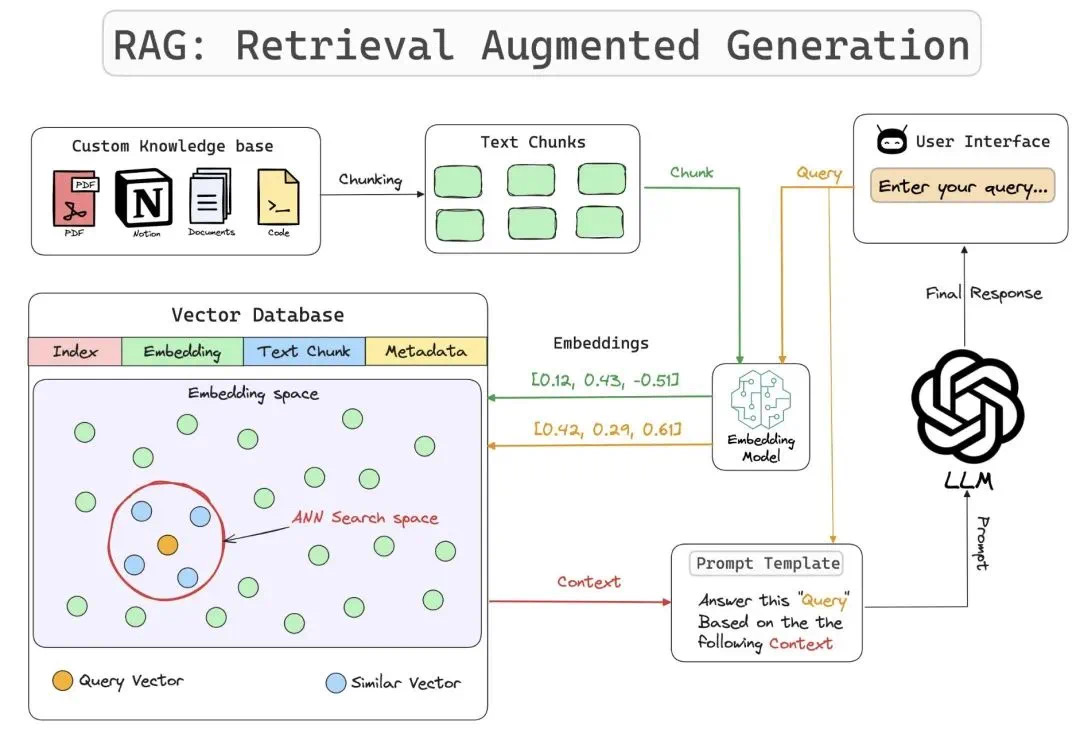 RAG: Retrieval Augmented Generation
Custom Knowledge base
PDF
PDF
N
Notion
Documents
>_
Code
Chunking
Text Chunks
Chunk
Query
User Interface
Enter your query...
Vector Database
Index
Embedding
Text Chunk
Metadata
Embedding space
ANN Search space
Query Vector
Similar Vector
Embeddings
[0.12, 0.43, -0.51]
[0.42, 0.29, 0.61]
Embedding
Model
Context
Prompt Template
Answer this "Query"
Based on the the
following Context
Prompt
LLM
Final Response